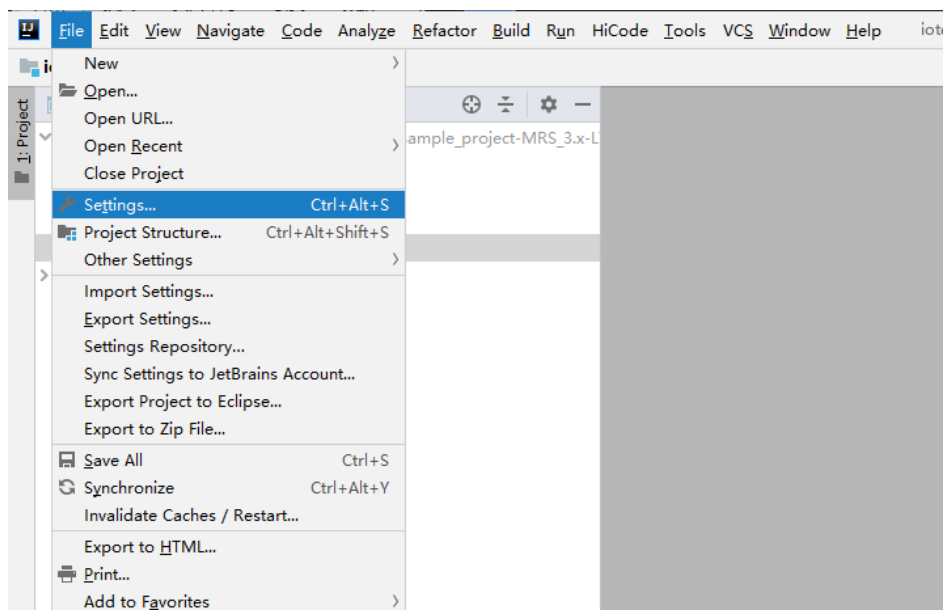 IJ File Edit View Navigate Code Analyze Refactor Build Run HiCode Tools VCS Window Help
New
Open...
1: Project
Open URL...
ample_project-MRS_3.x-L
Open Recent
Close Project
Settings... Ctrl+Alt+S
Project Structure... Ctrl+Alt+Shift+S
Other Settings
Import Settings...
Export Settings...
Settings Repository...
Sync Settings to JetBrains Account...
Export Project to Eclipse...
Export to Zip File...
Save All Ctrl+S
Synchronize Ctrl+Alt+Y
Invalidate Caches / Restart...
Export to HTML...
Print...
Add to Favorites